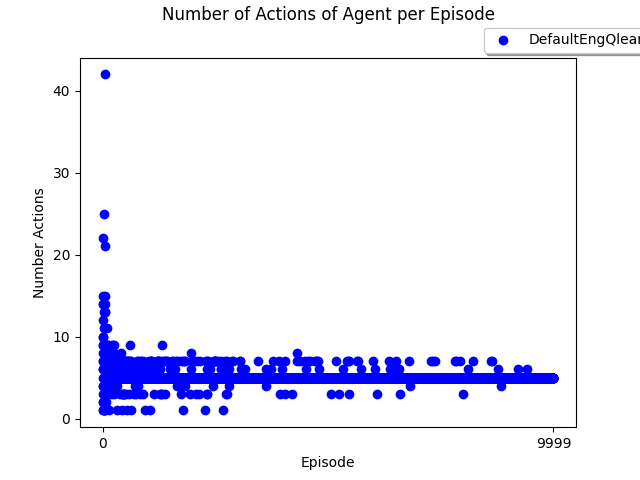 Number of Actions of Agent per Episode
DefaultEngQlear
40
30
20
10
0
Number Actions
0
9999
Episode